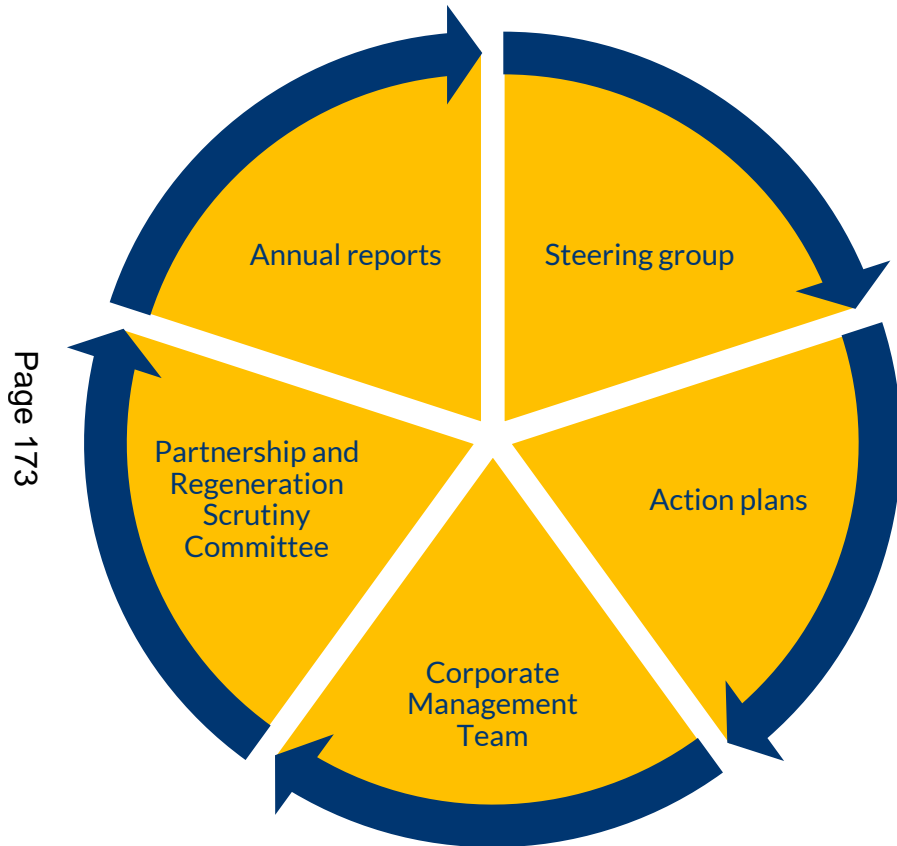 Annual reports
Steering group
Action plans
Corporate
Management
Team
Partnership and
Regeneration
Scrutiny
Committee
Page 173